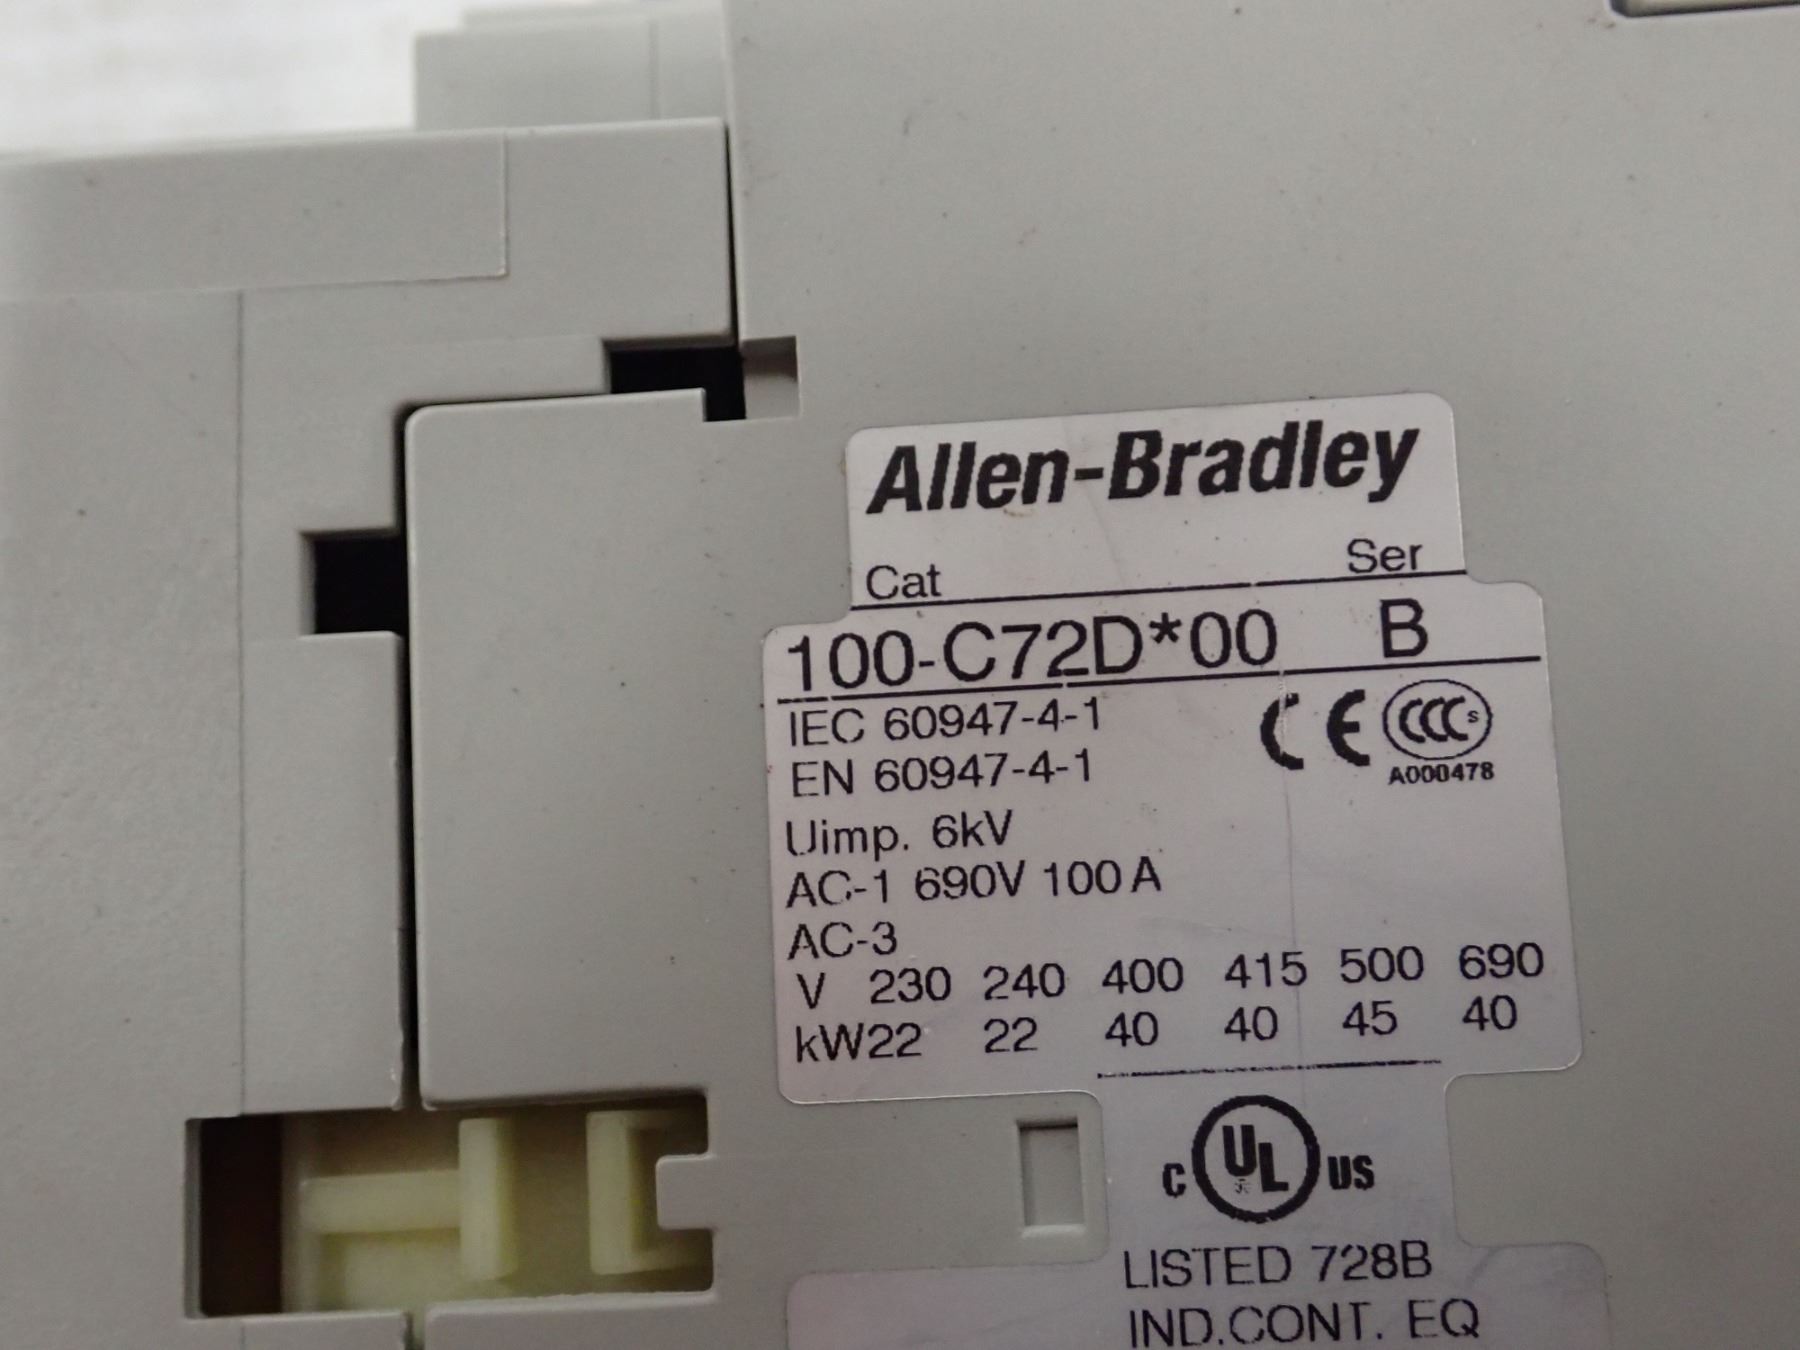 Allen-Bradley
Cat Ser
100-C72D*00 B
IEC 60947-4-1 CE CCC S
EN 60947-4-1 A000478
Uimp. 6kV
AC-1 690V 100 A
AC-3
V 230 240 400 415 500 690
kW22 22 40 40 45 40
C UL US
LISTED 728B
IND.CONT. EQ